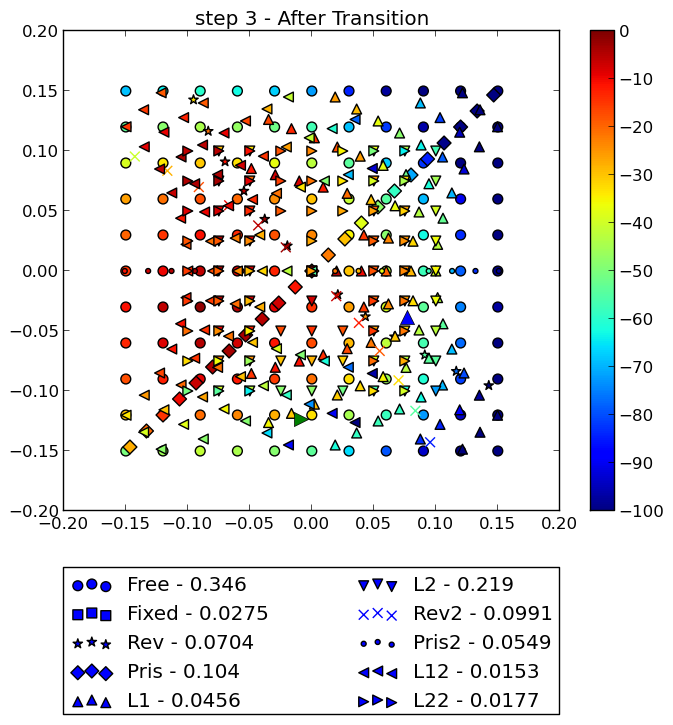 step 3 - After Transition
0.20
0.15
0.10
0.05
0.00
−0.05
−0.10
−0.15
−0.20
−0.20 −0.15 −0.10 −0.05 0.00 0.05 0.10 0.15 0.20
0
−10
−20
−30
−40
−50
−60
−70
−80
−90
−100
Free - 0.346
Fixed - 0.0275
Rev - 0.0704
Pris - 0.104
L1 - 0.0456
L2 - 0.219
Rev2 - 0.0991
Pris2 - 0.0549
L12 - 0.0153
L22 - 0.0177